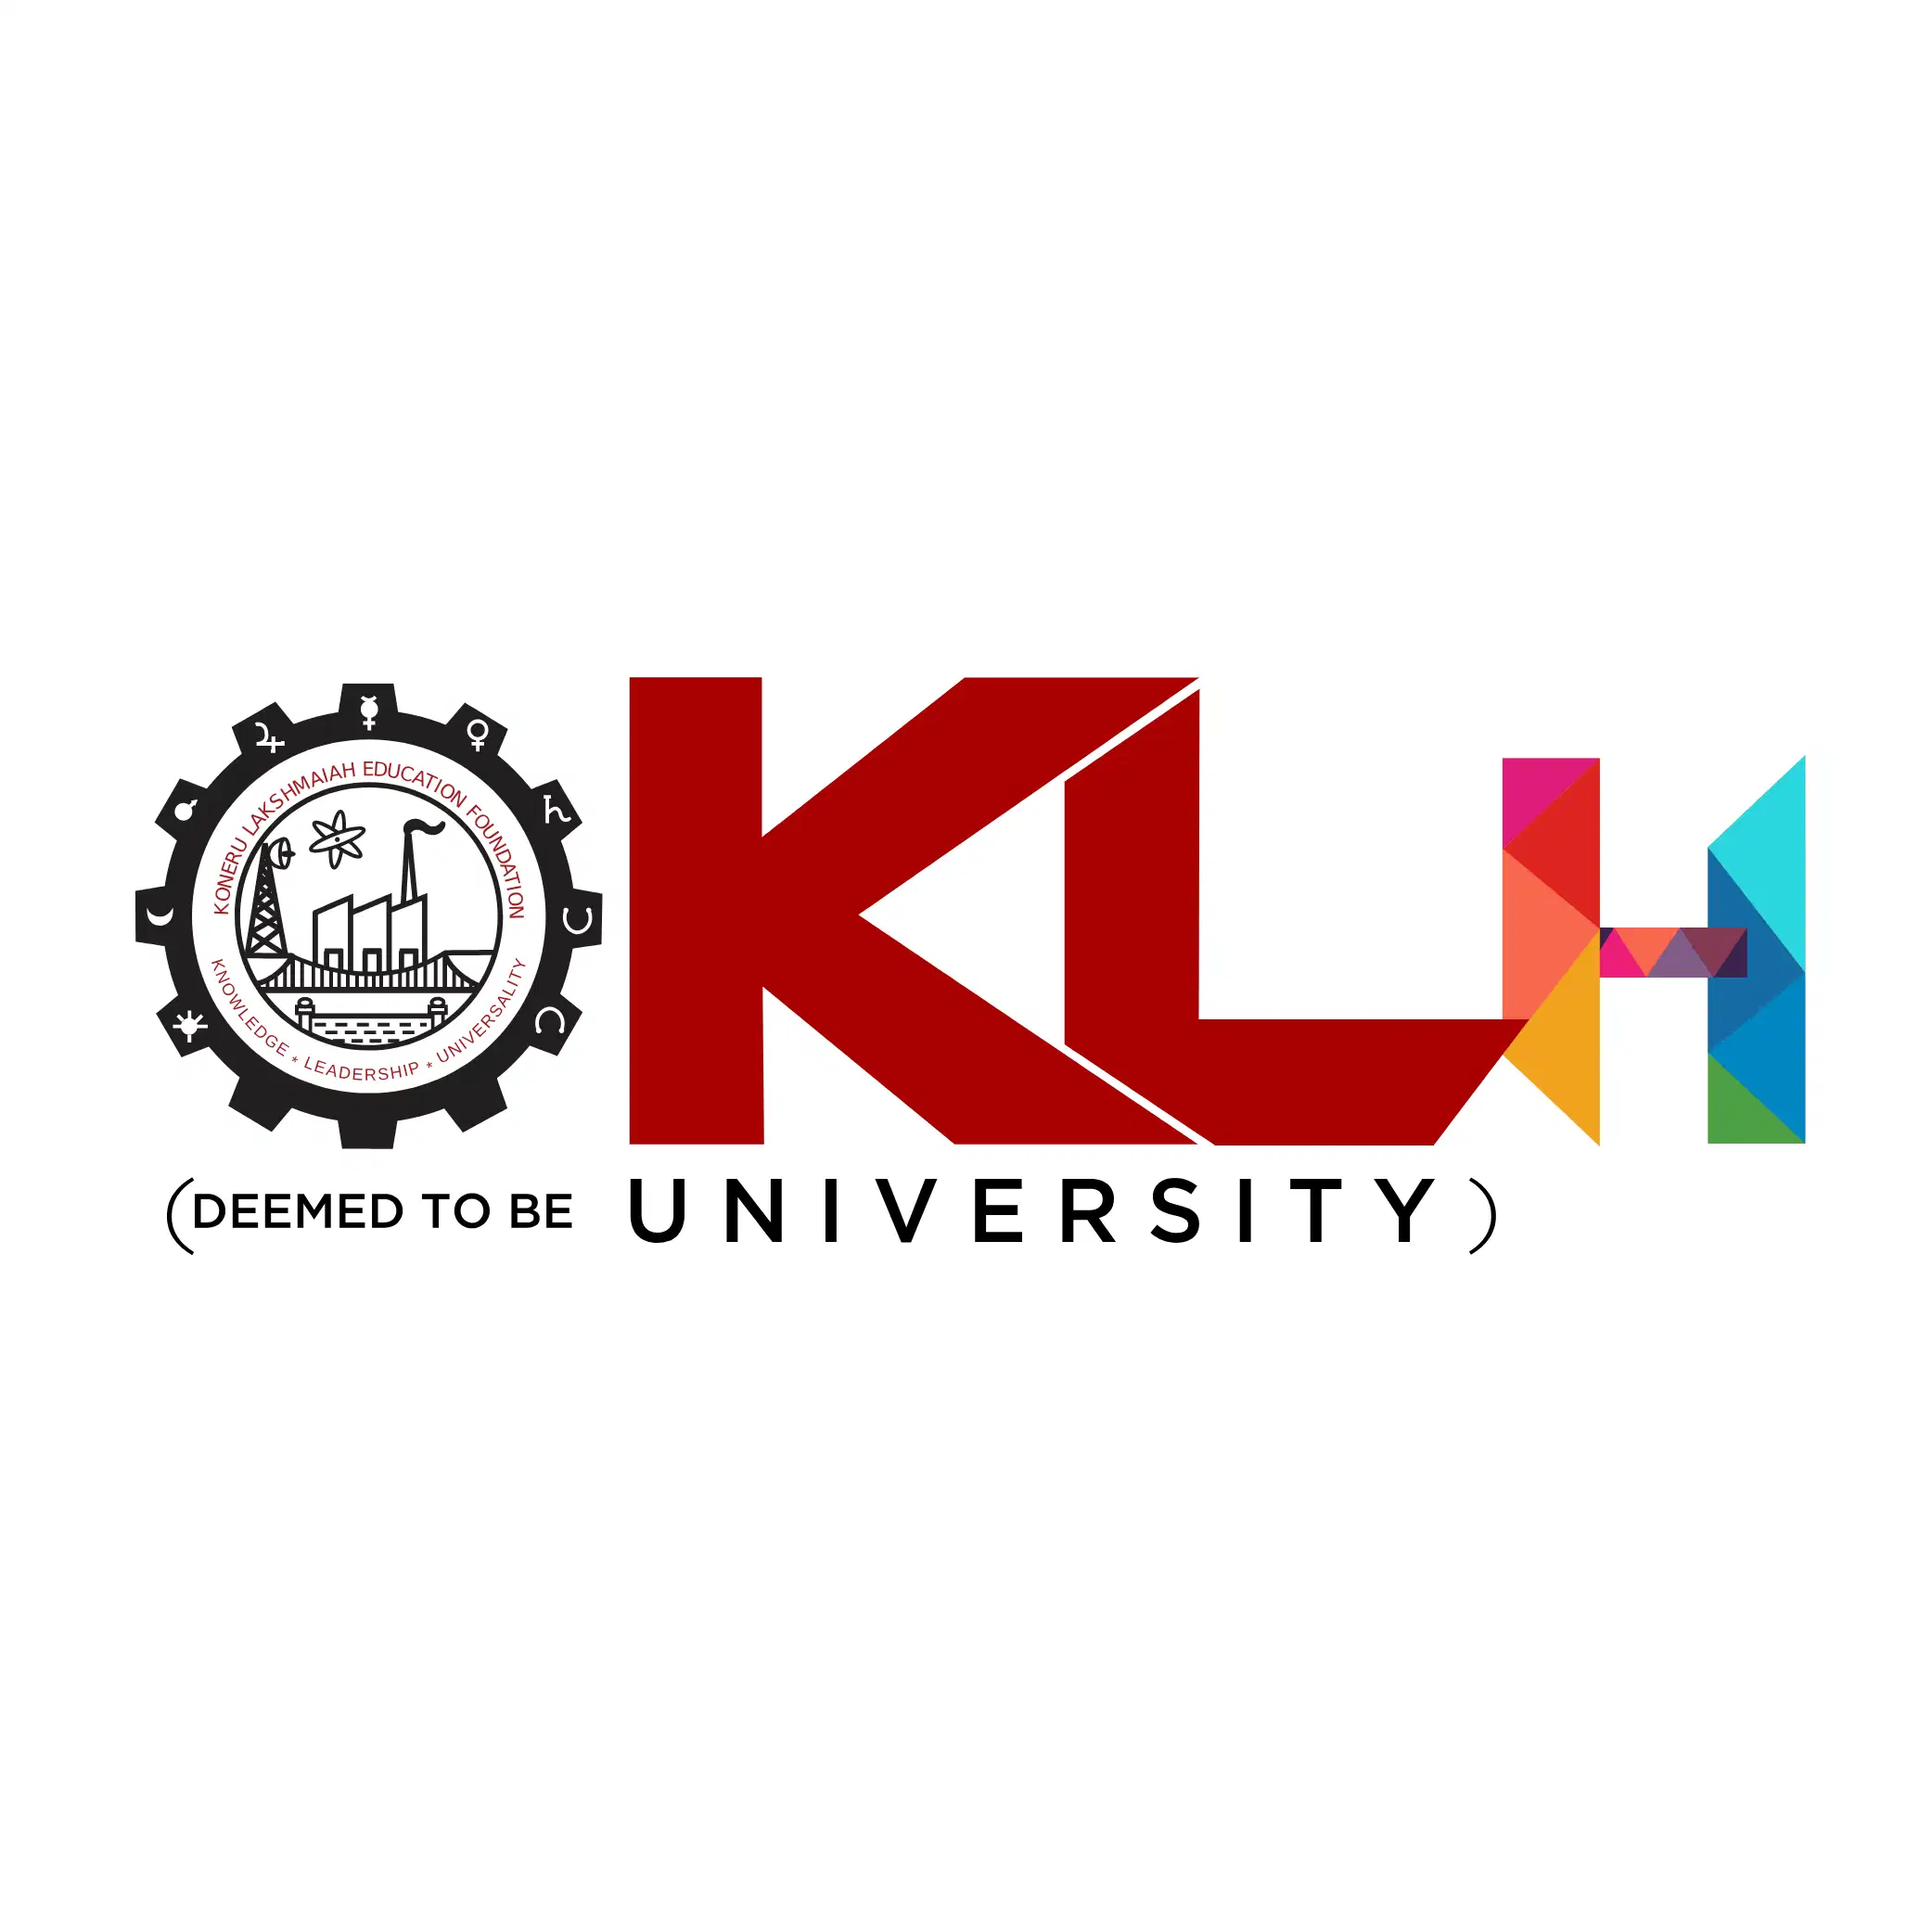 KONERU LAKSHMAIAH EDUCATION FOUNDATION
KNOWLEDGE * LEADERSHIP * UNIVERSALITY
KLH
(DEEMED TO BE UNIVERSITY)